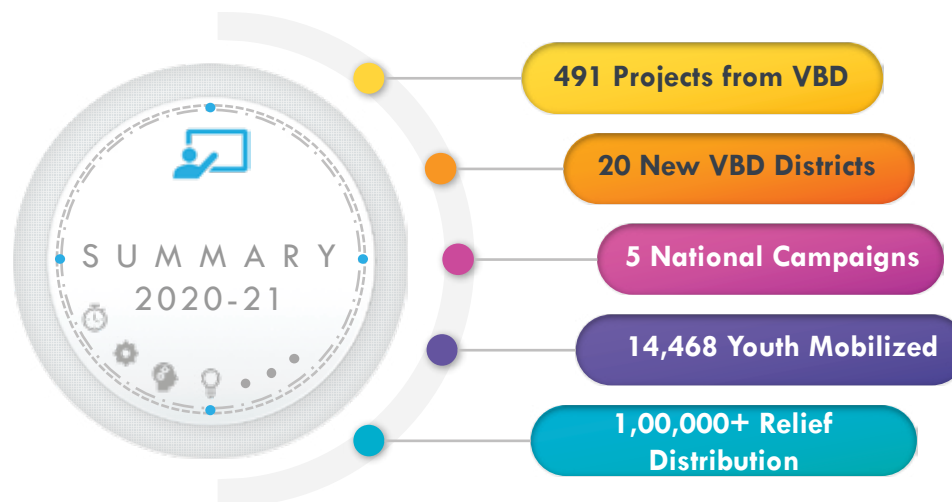 SUMMARY
2020-21
491 Projects from VBD
20 New VBD Districts
5 National Campaigns
14,468 Youth Mobilized
1,00,000+ Relief
Distribution